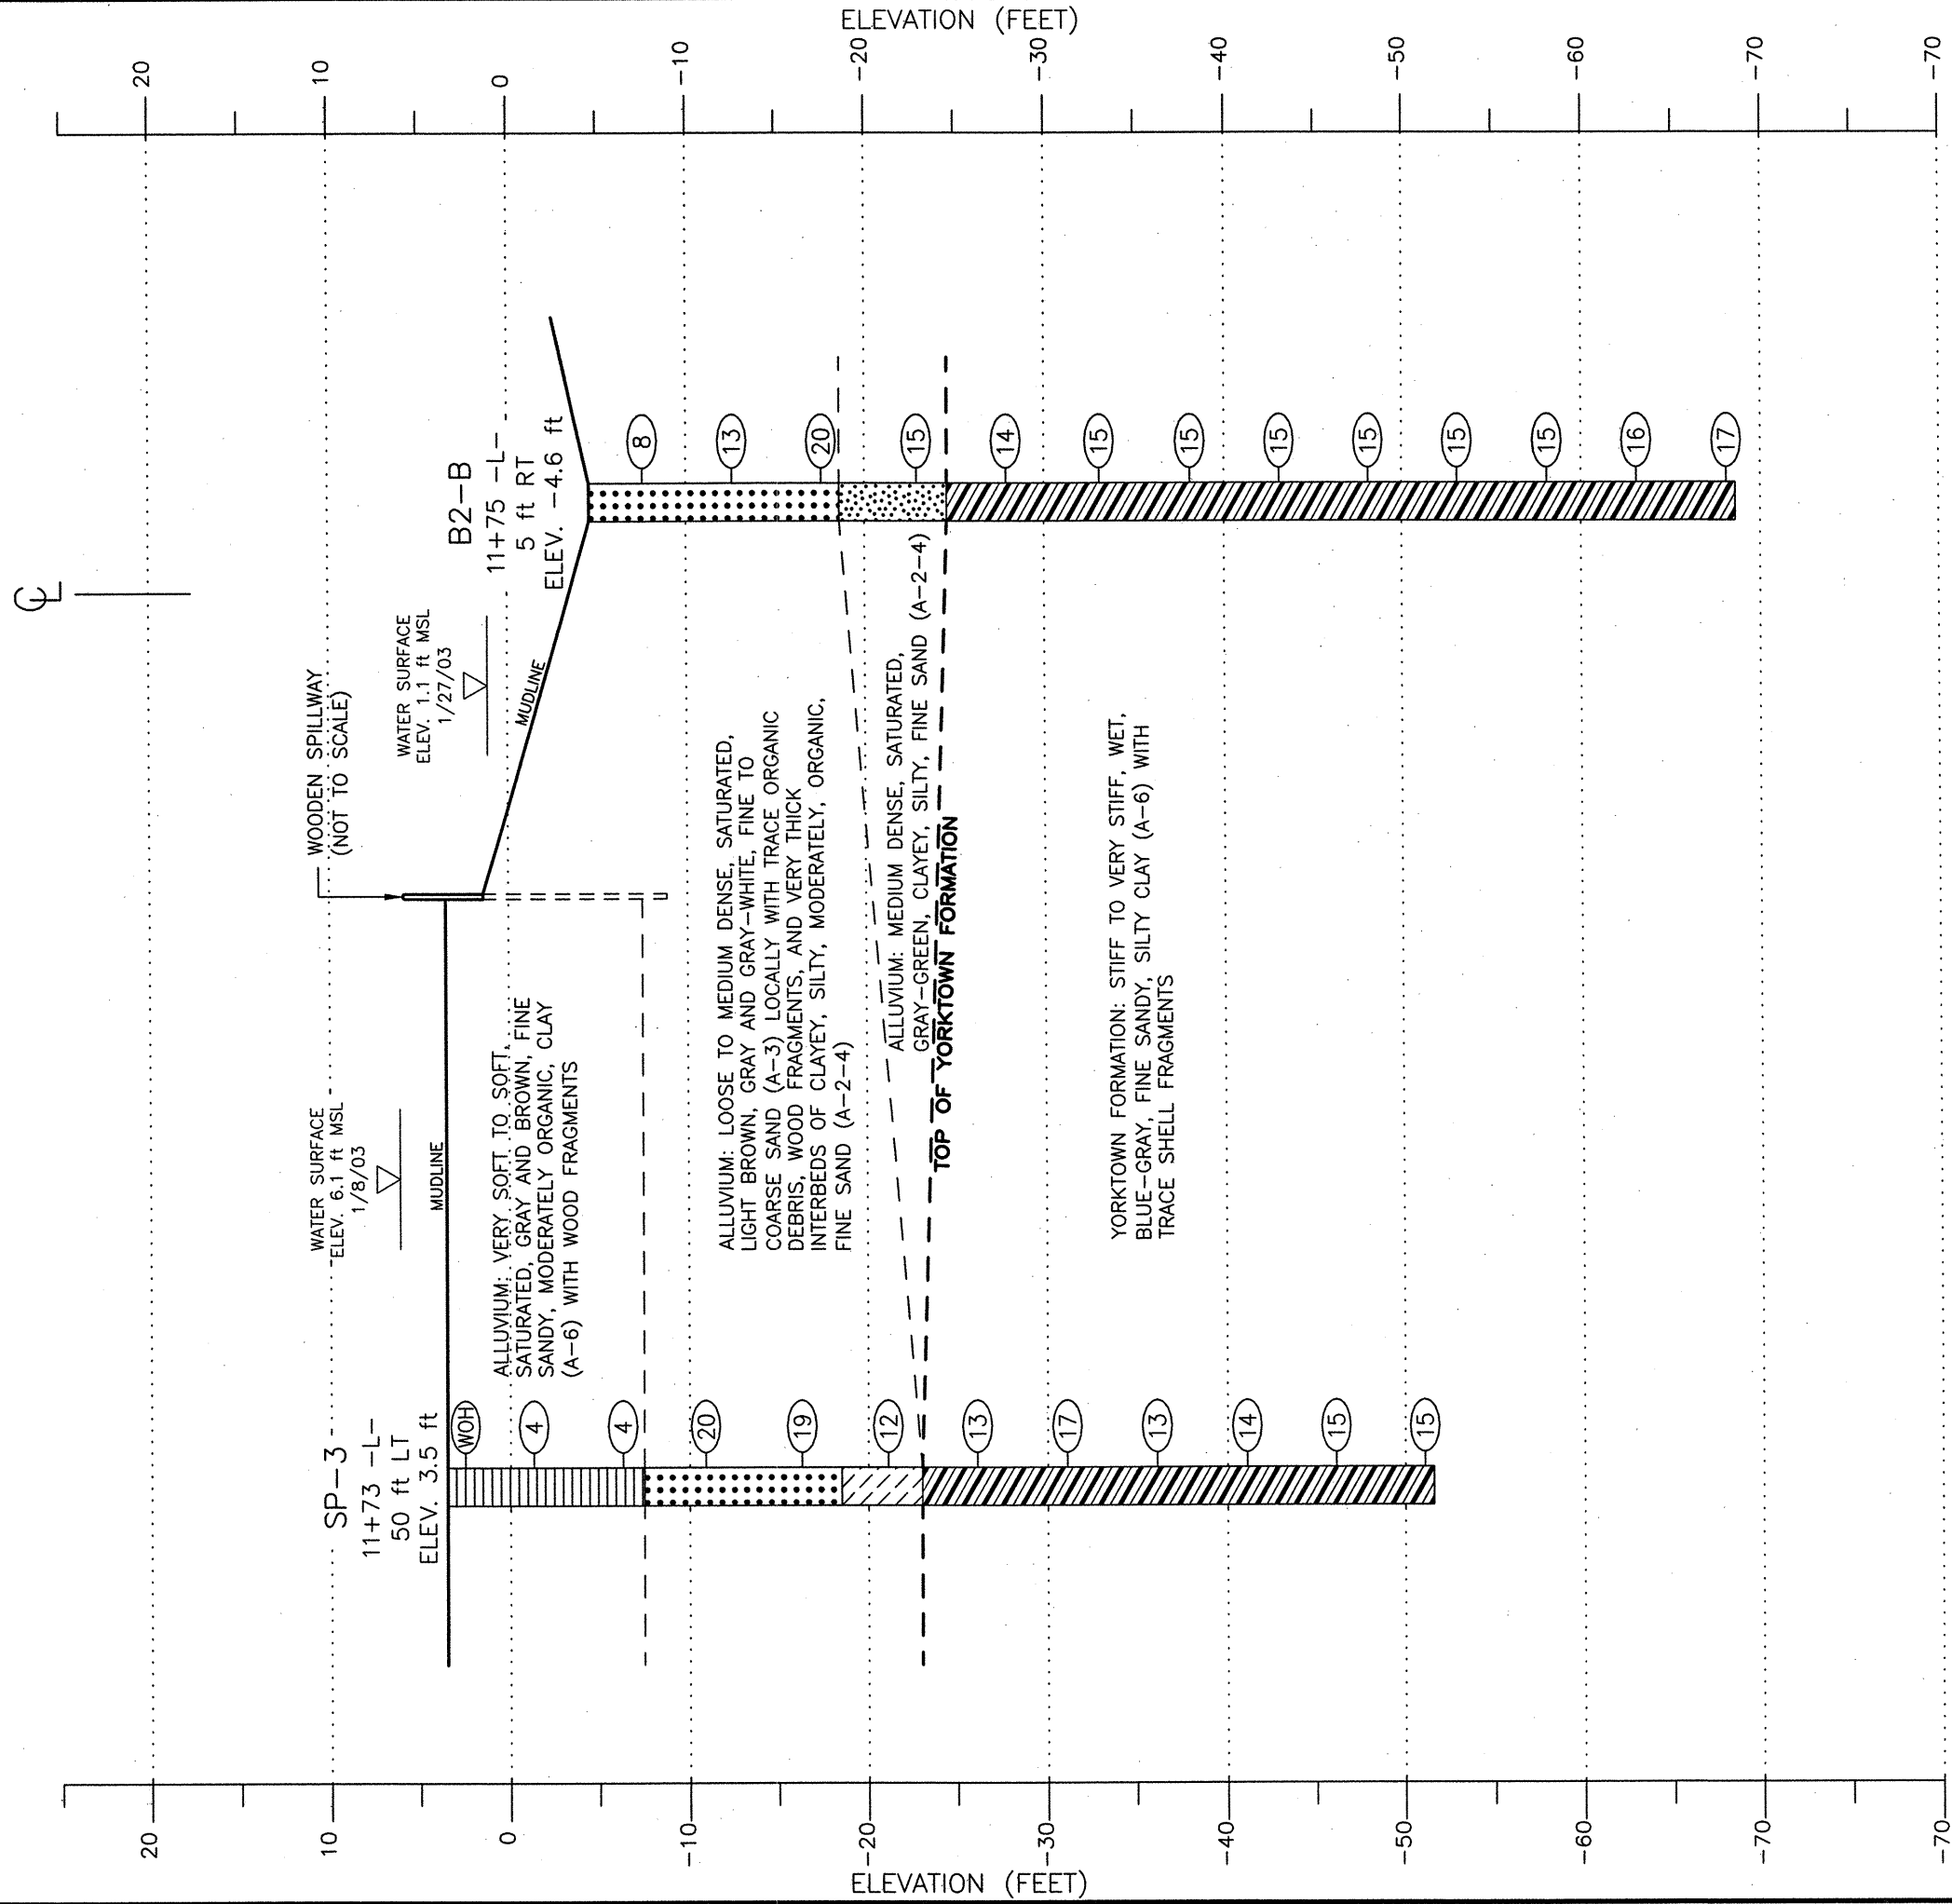 ELEVATION (FEET)
20
10
0
-10
-20
-30
-40
-50
-60
-70
-70
CL
WOODEN SPILLWAY
(NOT TO SCALE)
WATER SURFACE
ELEV. 6.1 ft MSL
1/8/03
WATER SURFACE
ELEV. 1.1 ft MSL
1/27/03
MUDLINE
MUDLINE
SP-3
11+73 -L-
50 ft LT
ELEV. 3.5 ft
WOH
4
4
20
19
12
13
17
13
14
15
15
B2-B
11+75 -L-
5 ft RT
ELEV. -4.6 ft
8
13
20
15
14
15
15
15
15
15
15
16
17
ALLUVIUM: VERY SOFT TO SOFT,
SATURATED, GRAY AND BROWN, FINE
SANDY, MODERATELY ORGANIC, CLAY
(A-6) WITH WOOD FRAGMENTS
ALLUVIUM: LOOSE TO MEDIUM DENSE, SATURATED,
LIGHT BROWN, GRAY AND GRAY-WHITE, FINE TO
COARSE SAND (A-3) LOCALLY WITH TRACE ORGANIC
DEBRIS, WOOD FRAGMENTS, AND VERY THICK
INTERBEDS OF CLAYEY, SILTY, MODERATELY, ORGANIC,
FINE SAND (A-2-4)
ALLUVIUM: MEDIUM DENSE, SATURATED,
GRAY-GREEN, CLAYEY, SILTY, FINE SAND (A-2-4)
TOP OF YORKTOWN FORMATION
YORKTOWN FORMATION: STIFF TO VERY STIFF, WET,
BLUE-GRAY, FINE SANDY, SILTY CLAY (A-6) WITH
TRACE SHELL FRAGMENTS
20
10
0
-10
-20
-30
-40
-50
-60
-70
-70
ELEVATION (FEET)